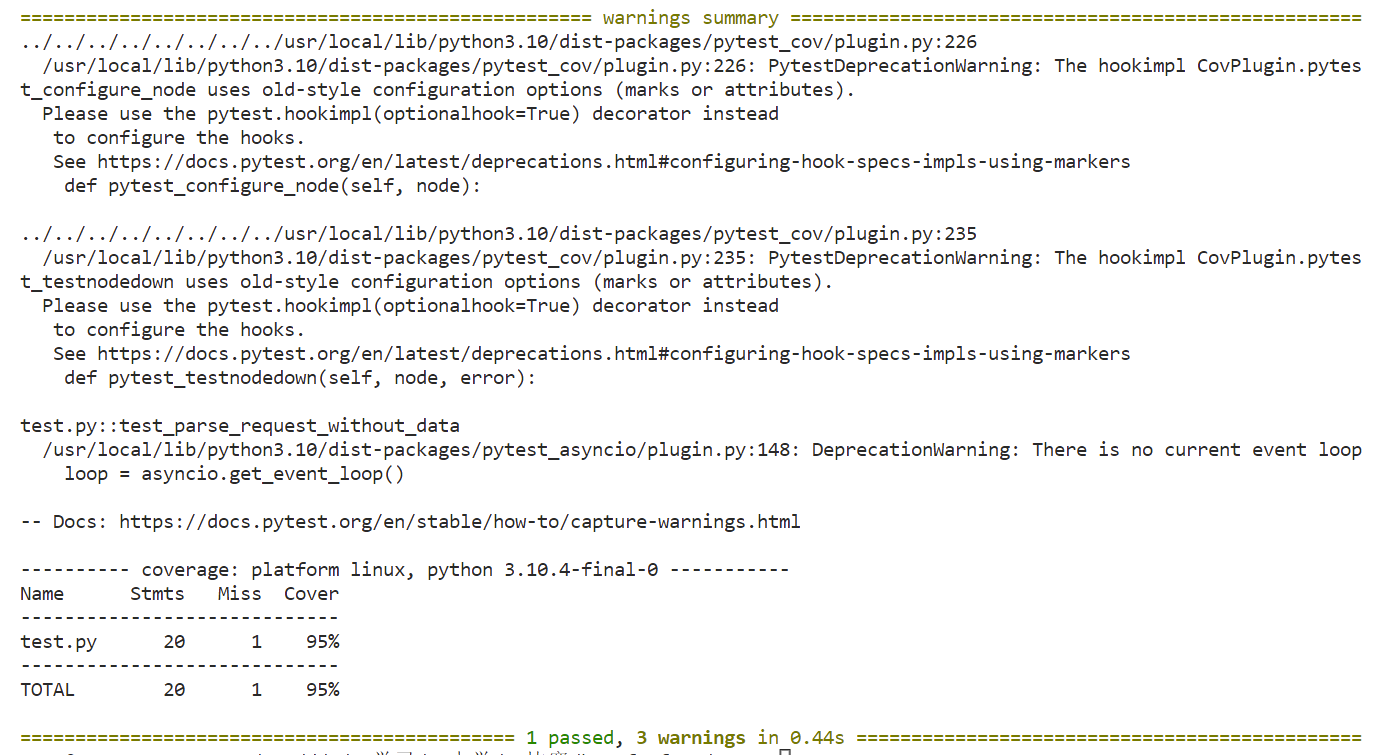 ==================================================== warnings summary ====================================================
../../../../../../../../usr/local/lib/python3.10/dist-packages/pytest_cov/plugin.py:226
  /usr/local/lib/python3.10/dist-packages/pytest_cov/plugin.py:226: PytestDeprecationWarning: The hookimpl CovPlugin.pytes
t_configure_node uses old-style configuration options (marks or attributes).
  Please use the pytest.hookimpl(optionalhook=True) decorator instead
   to configure the hooks.
   See https://docs.pytest.org/en/latest/deprecations.html#configuring-hook-specs-impls-using-markers
    def pytest_configure_node(self, node):

../../../../../../../../usr/local/lib/python3.10/dist-packages/pytest_cov/plugin.py:235
  /usr/local/lib/python3.10/dist-packages/pytest_cov/plugin.py:235: PytestDeprecationWarning: The hookimpl CovPlugin.pytes
t_testnodedown uses old-style configuration options (marks or attributes).
  Please use the pytest.hookimpl(optionalhook=True) decorator instead
   to configure the hooks.
   See https://docs.pytest.org/en/latest/deprecations.html#configuring-hook-specs-impls-using-markers
    def pytest_testnodedown(self, node, error):

test.py::test_parse_request_without_data
  /usr/local/lib/python3.10/dist-packages/pytest_asyncio/plugin.py:148: DeprecationWarning: There is no current event loop
    loop = asyncio.get_event_loop()

-- Docs: https://docs.pytest.org/en/stable/how-to/capture-warnings.html

---------- coverage: platform linux, python 3.10.4-final-0 -----------
Name      Stmts   Miss  Cover
-----------------------------
test.py      20      1    95%
-----------------------------
TOTAL        20      1    95%

============================================= 1 passed, 3 warnings in 0.44s ==============================================